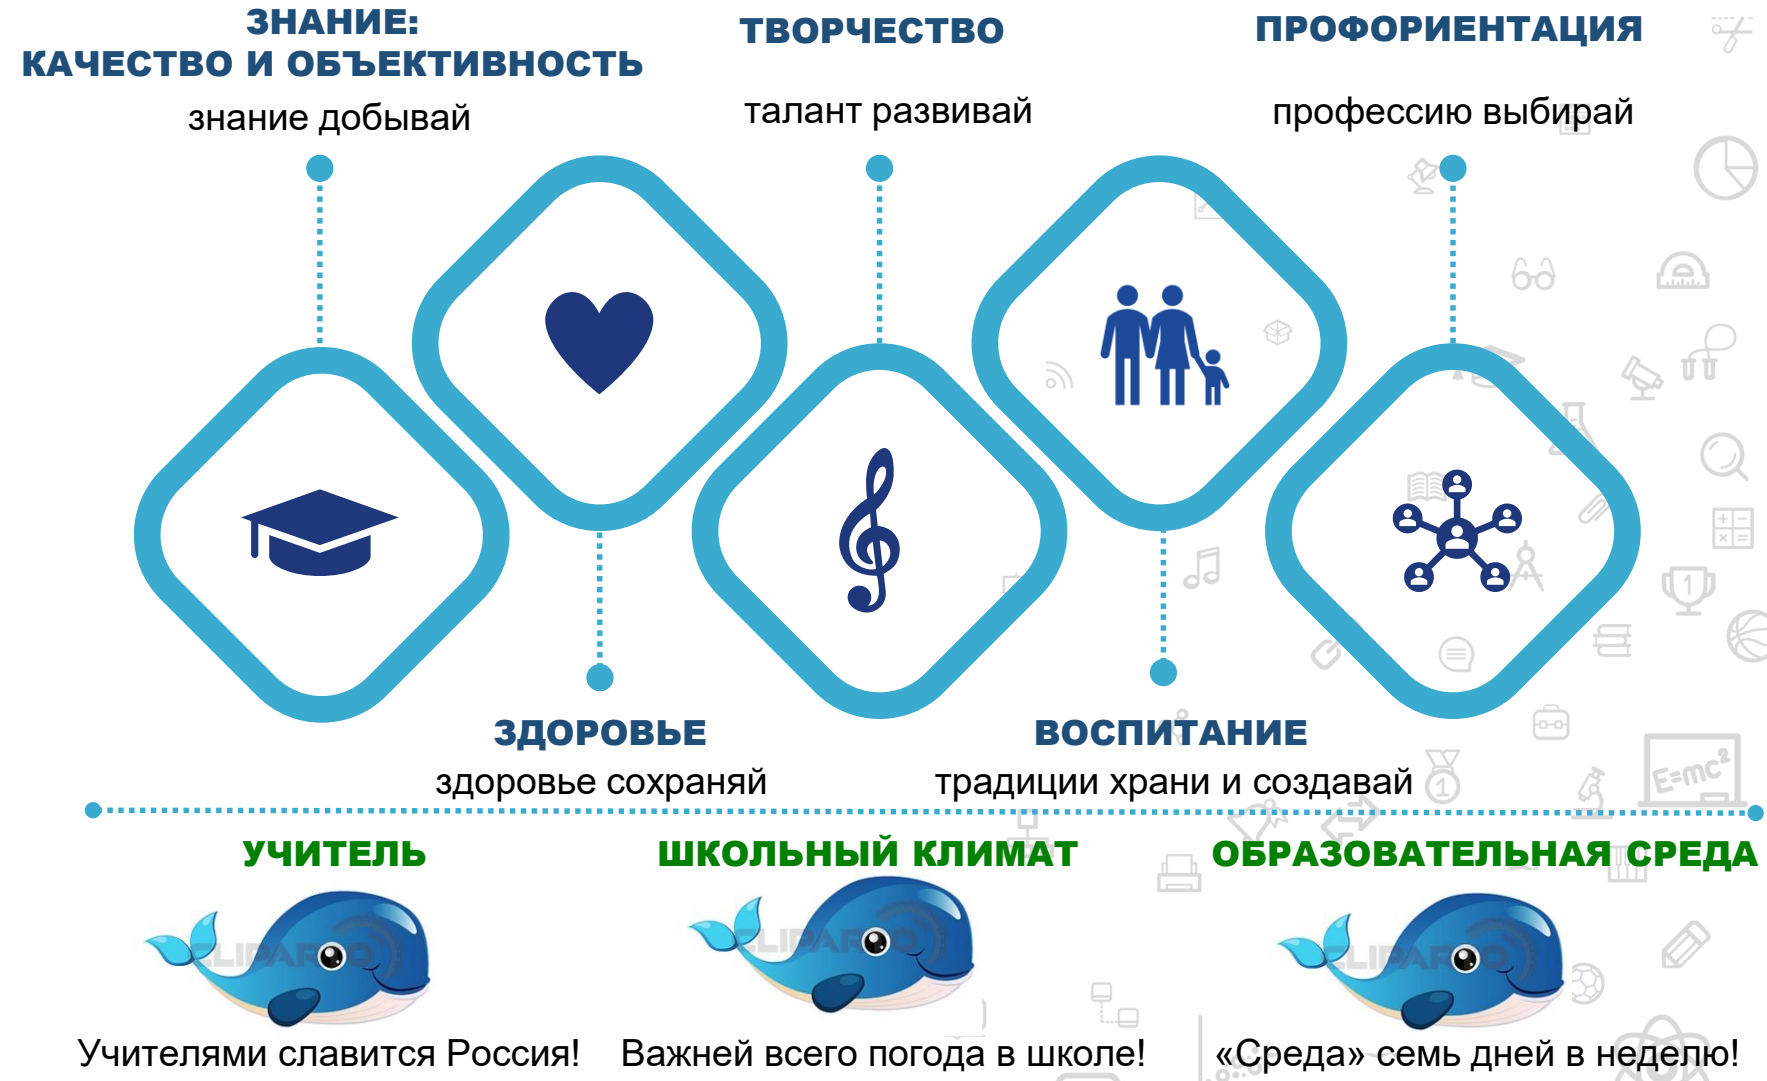 ЗНАНИЕ:
КАЧЕСТВО И ОБЪЕКТИВНОСТЬ
знание добывай
ТВОРЧЕСТВО
талант развивай
ПРОФОРИЕНТАЦИЯ
профессию выбирай
ЗДОРОВЬЕ
здоровье сохраняй
ВОСПИТАНИЕ
традиции храни и создавай
E=mc²
УЧИТЕЛЬ
ШКОЛЬНЫЙ КЛИМАТ
ОБРАЗОВАТЕЛЬНАЯ СРЕДА
Учителями славится Россия!
Важней всего погода в школе!
«Среда» семь дней в неделю!